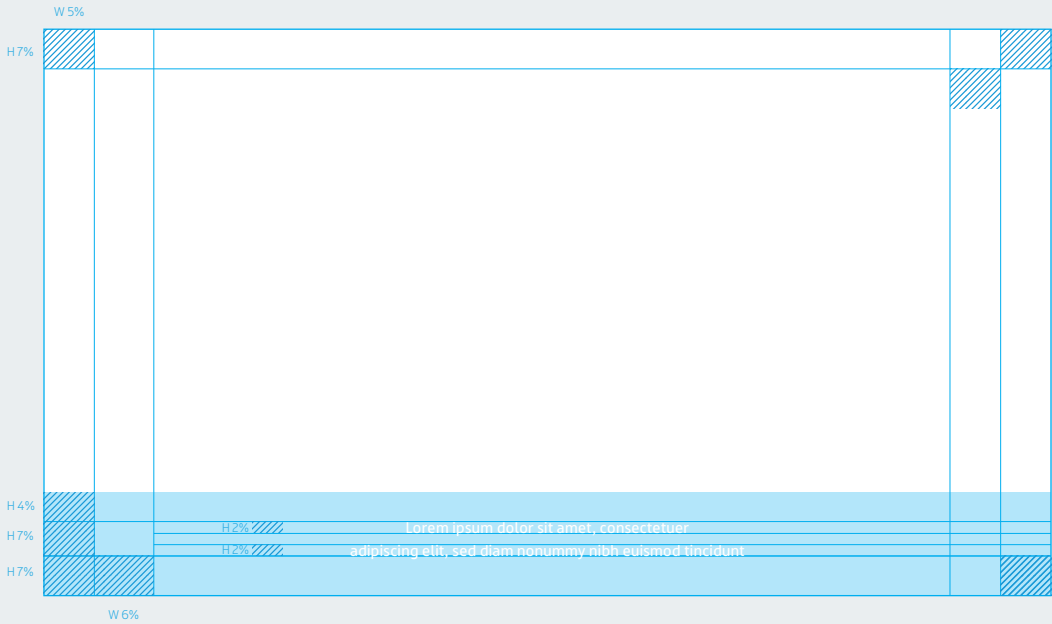 W 5%
H 7%
H 4%
H 2%
Lorem ipsum dolor sit amet, consectetuer
H 7%
H 2%
adipiscing elit, sed diam nonummy nibh euismod tincidunt
H 7%
W 6%